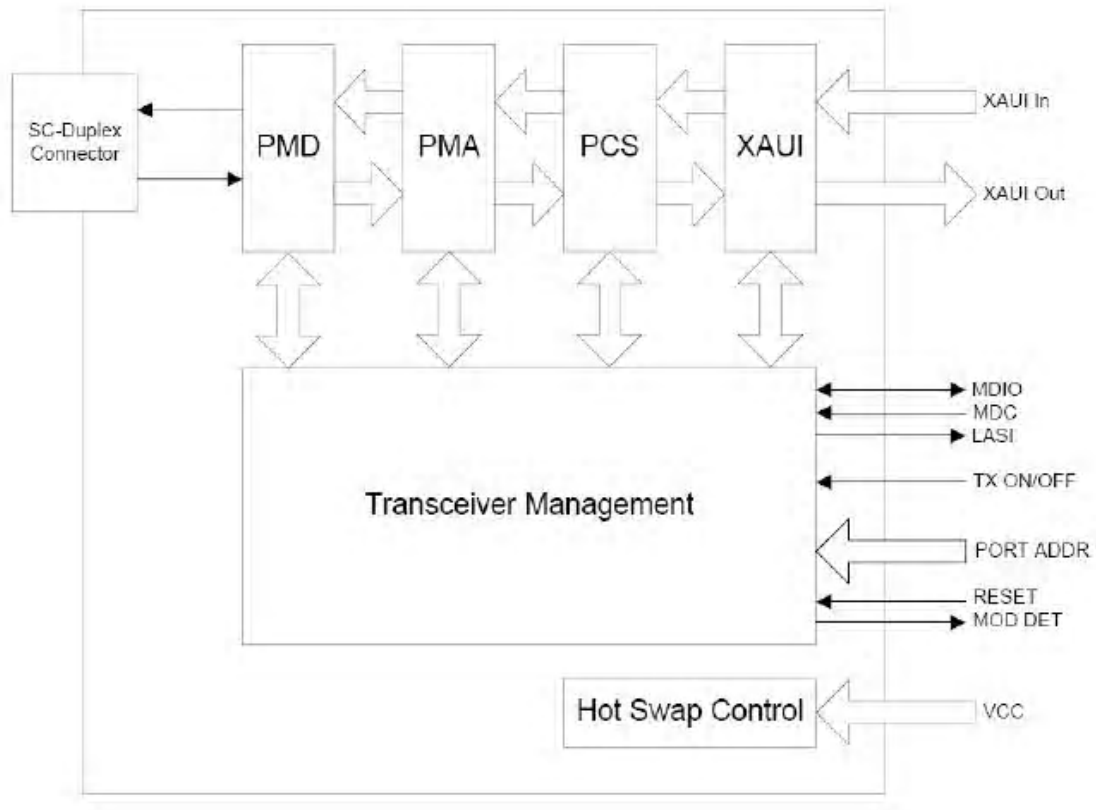 XAUI In
SC-Duplex
Connector
PMD
PMA
PCS
XAUI
XAUI Out
MDIO
MDC
LASI
TX ON/OFF
Transceiver Management
PORT ADDR
RESET
MOD DET
Hot Swap Control
VCC